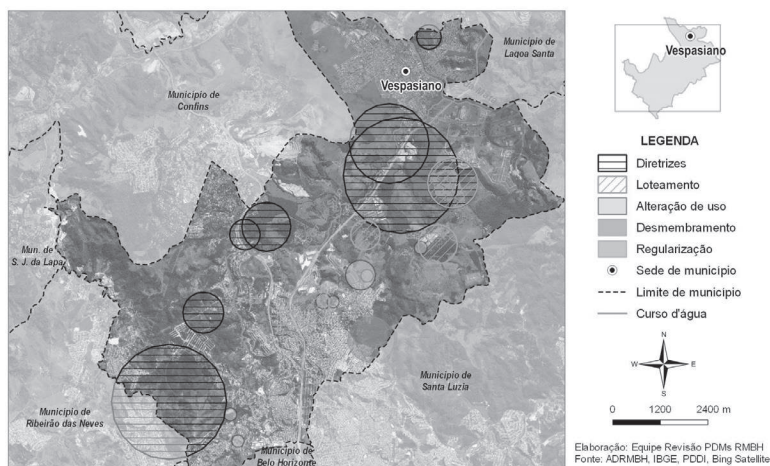 Município de
Lagoa Santa
Vespasiano
Município de
Confins
Mun. de
S. J. da Lapa
Município de
Santa Luzia
Município de
Ribeirão das Neves
Município de
Belo Horizonte
Vespasiano
LEGENDA
Diretrizes
Loteamento
Alteração de uso
Desmembramento
Regularização
Sede de município
Limite de município
Curso d'água
N
W
E
S
0 1200 2400 m
Elaboração: Equipe Revisão PDMs RMBH
Fonte: ADRMBH, IBGE, PDDI, Bing Satellite